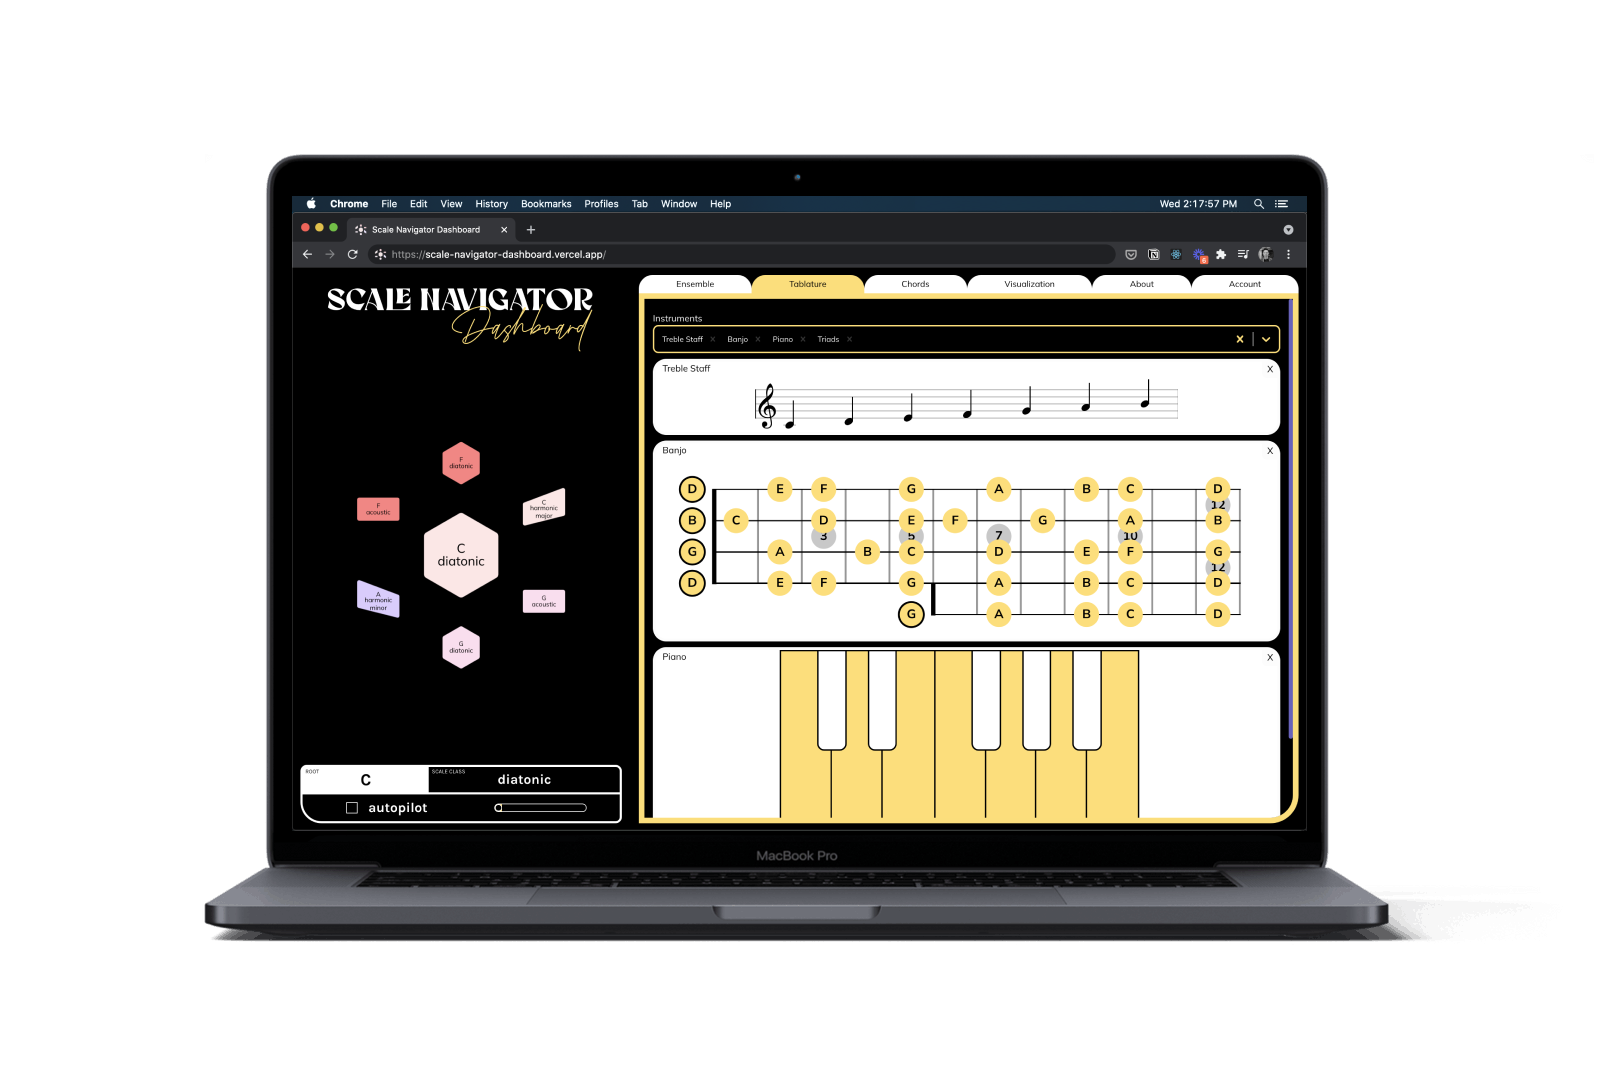 Chrome File Edit View History Bookmarks Profiles Tab Window Help Wed 2:17:57 PM
Scale Navigator Dashboard
https://scale-navigator-dashboard.vercel.app/
6
SCALE NAVIGATOR
Dashboard
F
diatonic
F
acoustic
C
harmonic
major
C
diatonic
A
harmonic
minor
G
acoustic
G
diatonic
ROOT
C
SCALE CLASS
diatonic
autopilot
Ensemble Tablature Chords Visualization About Account
Instruments
Treble Staff X Banjo X Piano X Triads X
Treble Staff X
Banjo X
D E F G A B C D
12
B C D E F G A B
3 5 7 10
G A B C D E F G
12
D E F G A B C D
G A B C D
Piano X
MacBook Pro